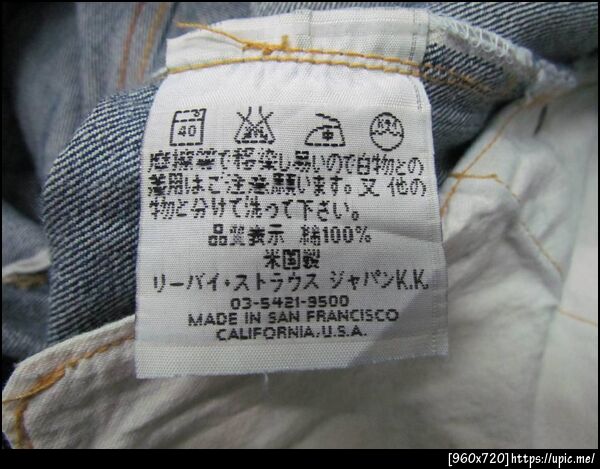 40
摩擦等で移染し易いので白物との
着用はご注意願います。又 他の
物と分けて洗って下さい。
品質表示 綿100%
米国製
リーバイ・ストラウス ジャパンK.K.
03-5421-9500
MADE IN SAN FRANCISCO
CALIFORNIA,U.S.A.
[960x720]https://upic.me/